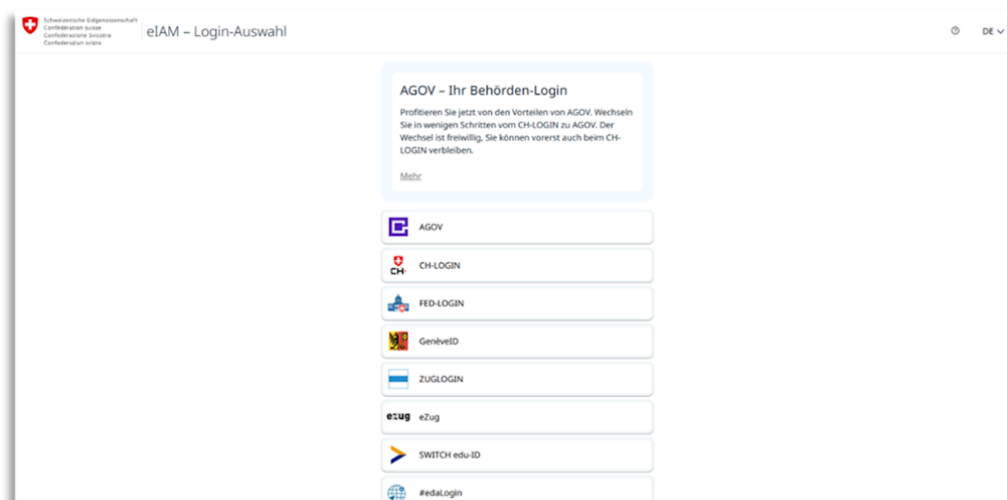 Schweizerische Eidgenossenschaft
Confédération suisse
Confederazione Svizzera
Confederaziun svizra
eIAM – Login-Auswahl
DE
AGOV – Ihr Behörden-Login
Profitieren Sie jetzt von den Vorteilen von AGOV. Wechseln
Sie in wenigen Schritten vom CH-LOGIN zu AGOV. Der
Wechsel ist freiwillig, Sie können vorerst auch beim CH-
LOGIN verbleiben.
Mehr
AGOV
CH-
CH-LOGIN
FED-LOGIN
GenèveID
ZUGLOGIN
ezug
eZug
SWITCH edu-ID
#edaLogin